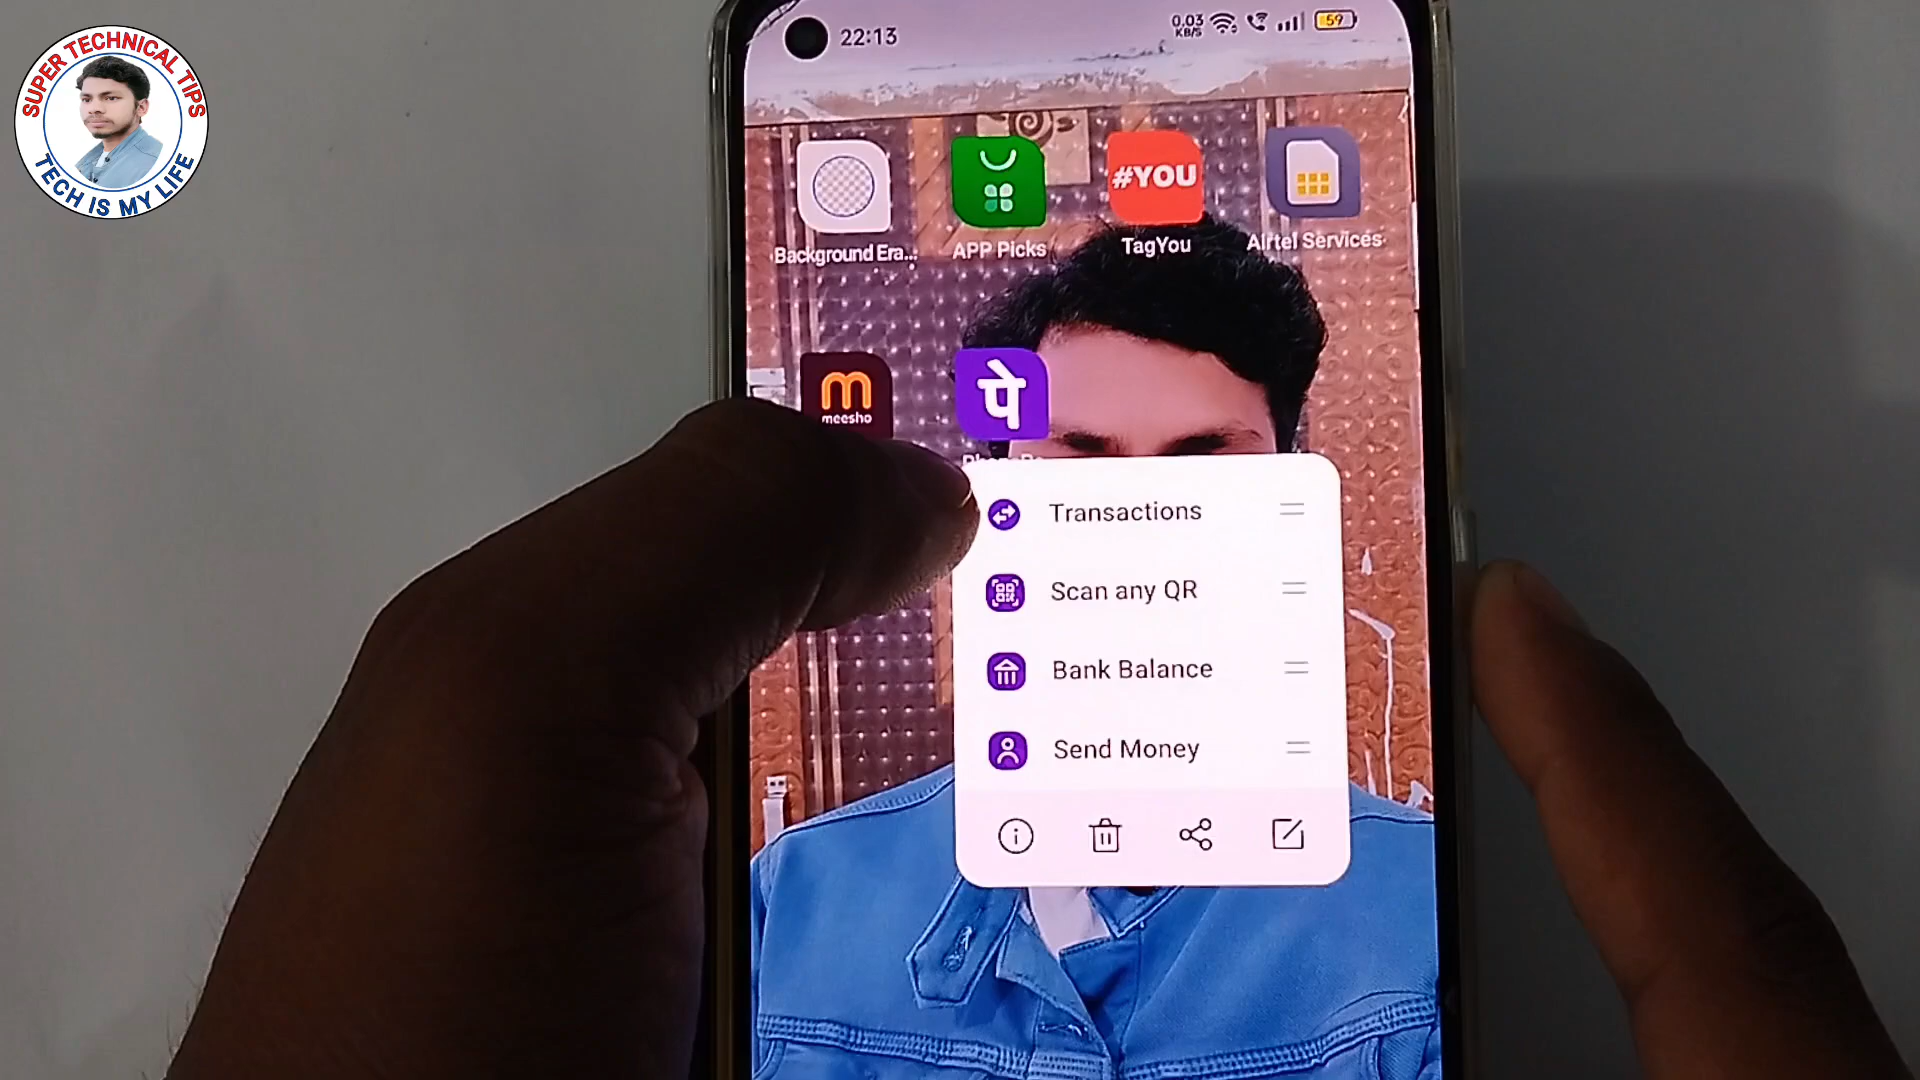 SUPER TECHNICAL TIPS
TECH IS MY LIFE
22:13
0.03
KB/S
59
#YOU
Background Era...
APP Picks
TagYou
Airtel Services
meesho
पे
Transactions
Scan any QR
Bank Balance
Send Money